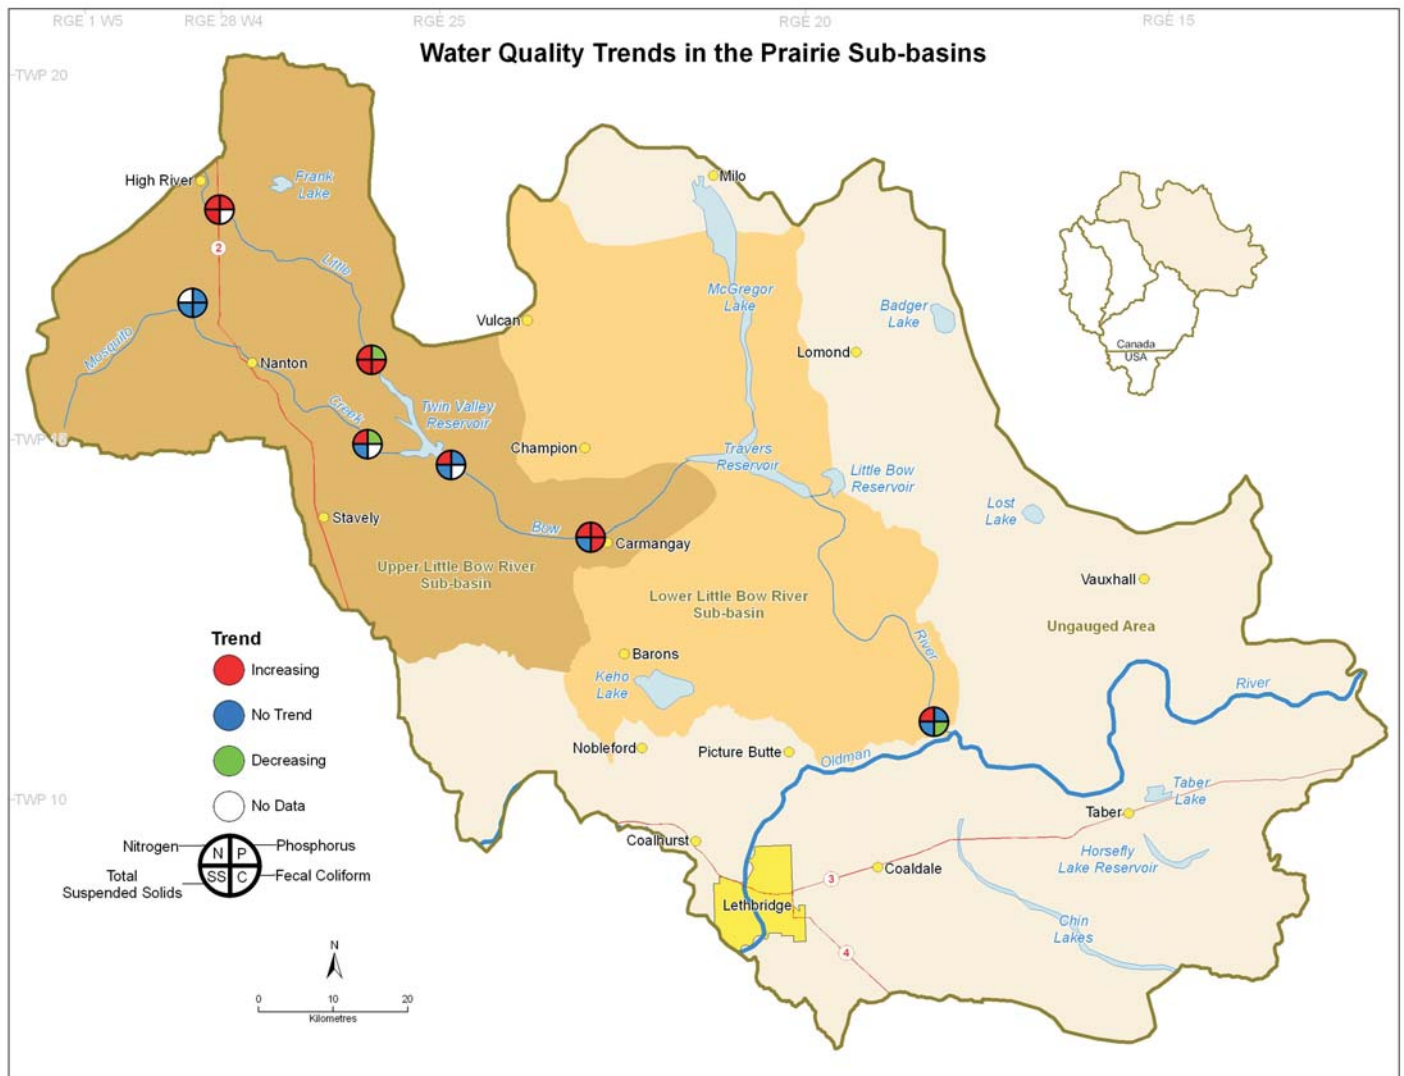 RGE 1 W5
RGE 28 W4
RGE 25
RGE 20
RGE 15
Water Quality Trends in the Prairie Sub-basins
TWP 20
High River
Frank
Lake
Milo
2
Little
McGregor
Lake
Badger
Lake
Vulcan
Mosquito
Nanton
Lomond
Canada
USA
Creek
Twin Valley
Reservoir
TWP 15
Champion
Travers
Reservoir
Little Bow
Reservoir
Lost
Lake
Stavely
Bow
Carmangay
Upper Little Bow River
Sub-basin
Vauxhall
Lower Little Bow River
Sub-basin
Ungauged Area
Trend
Increasing
No Trend
Decreasing
No Data
Barons
Keho
Lake
River
River
Nobleford
Picture Butte
Oldman
TWP 10
Taber
Lake
Taber
Nitrogen
Phosphorus
N
P
SS
C
Total
Suspended Solids
Fecal Coliform
Coalhurst
Coaldale
Horsefly
Lake Reservoir
3
Lethbridge
Chin
Lakes
4
N
0
10
20
Kilometres